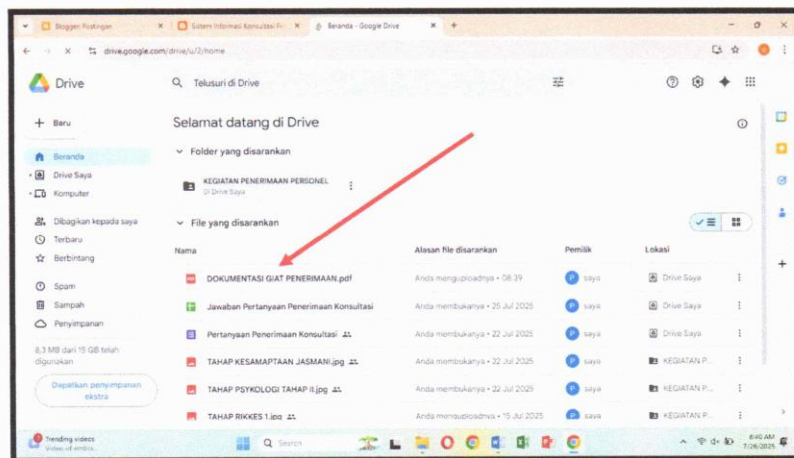 Blogger: Postingan
Sistem Informasi Konsultasi Pe
Beranda - Google Drive
drive.google.com/drive/u/2/home
Drive
Telusuri di Drive
Baru
Selamat datang di Drive
Beranda
Folder yang disarankan
Drive Saya
KEGIATAN PENERIMAAN PERSONEL
Di Drive Saya
Komputer
Dibagikan kepada saya
File yang disarankan
Terbaru
Berbintang
Nama Alasan file disarankan Pemilik Lokasi
DOKUMENTASI GIAT PENERIMAAN.pdf Anda menguploadnya • 08.39 P saya Drive Saya
Spam
Sampah
Jawaban Pertanyaan Penerimaan Konsultasi Anda membukanya • 25 Jul 2025 P saya Drive Saya
Penyimpanan
Pertanyaan Penerimaan Konsultasi Anda membukanya • 22 Jul 2025 P saya Drive Saya
8,3 MB dari 15 GB telah
digunakan
TAHAP KESAMAPTAAN JASMANI.jpg Anda membukanya • 22 Jul 2025 P saya KEGIATAN P...
Dapatkan penyimpanan
ekstra
TAHAP PSYKOLOGI TAHAP II.jpg Anda membukanya • 22 Jul 2025 P saya KEGIATAN P...
TAHAP RIKKES 1.jpg Anda menguploadnya • 15 Jul 2025 P saya KEGIATAN P...
Trending videos
Video of
Search
8:40 AM
7/26/2025